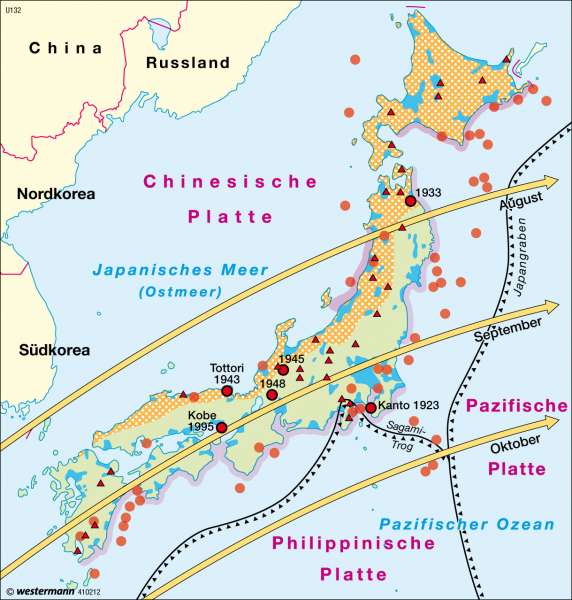 U132
China
Russland
Nordkorea
Chinesische
Platte
1933
August
Japangraben
Japanisches Meer
(Ostmeer)
September
Südkorea
Tottori
1943
1945
1948
Kobe
1995
Kanto 1923
Sagami-
Trog
Pazifische
Platte
Oktober
Pazifischer Ozean
Philippinische
Platte
© westermann 410212